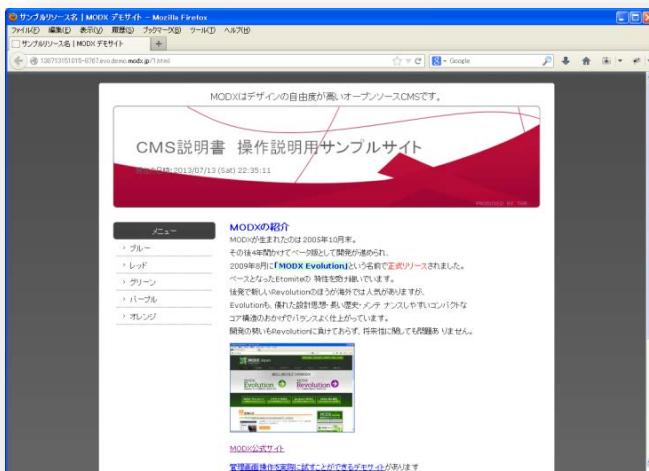 サンプルリソース名 | MODX デモサイト - Mozilla Firefox
ファイル(F) 編集(E) 表示(V) 履歴(S) ブックマーク(B) ツール(T) ヘルプ(H)
サンプルリソース名 | MODX デモサイト +
evo.demo.modx.jp/1.html
Google
MODXはデザインの自由度が高いオープンソースCMSです。
CMS説明書 操作説明用サンプルサイト
2013/07/13 (Sat) 22:35:11
PRODUCED BY TNB
メニュー
ブルー
レッド
グリーン
パープル
オレンジ
MODXの紹介
MODXが生まれたのは2005年10月末。
その後4年間かけてベータ版として開発が進められ、
2009年8月に「MODX Evolution」という名前で正式リリースされました。
ベースとなったEtomiteの 特性を受け継いでいます。
後発で新しいRevolutionのほうが海外では人気がありますが、
Evolutionも、優れた設計思想・長い歴史・メンテ ナンスしやすいコンパクトな
コア構造のおかげでバランスよく仕上がっています。
開発の勢いもRevolutionに負けておらず、将来性に関しても問題あ りません。
Evolution Revolution
MODX公式サイト
管理画面操作を実際に試すことができるデモサイトがあります